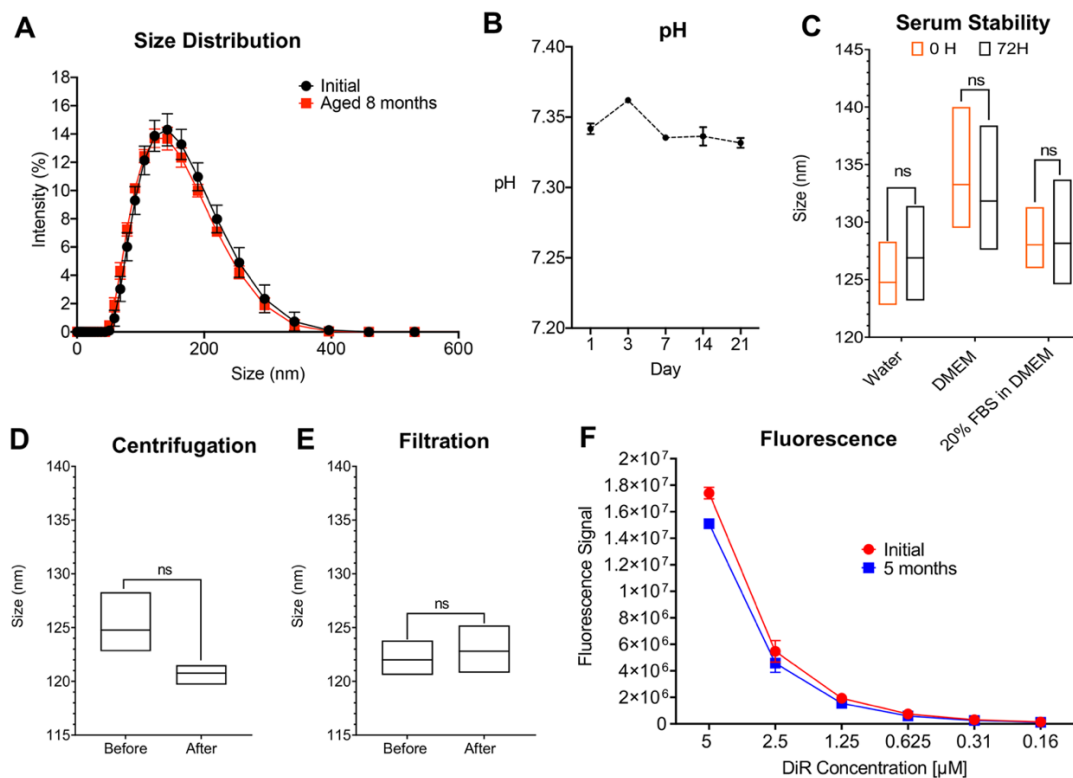 A
Size Distribution
Initial
Aged 8 months
18
16
14
12
10
8
6
4
2
0
Intensity (%)
0
200
400
600
Size (nm)
B
pH
7.40
7.35
7.30
7.25
7.20
pH
1
3
7
14
21
Day
C
Serum Stability
0 H
72H
145
140
135
130
125
120
Size (nm)
ns
ns
ns
Water
DMEM
20% FBS in DMEM
D
Centrifugation
140
135
130
125
120
115
Size (nm)
ns
Before
After
E
Filtration
140
135
130
125
120
115
Size (nm)
ns
Before
After
F
Fluorescence
2×10⁷
1.8×10⁷
1.6×10⁷
1.4×10⁷
1.2×10⁷
1×10⁷
8×10⁶
6×10⁶
4×10⁶
2×10⁶
0
Fluorescence Signal
Initial
5 months
5
2.5
1.25
0.625
0.31
0.16
DiR Concentration [µM]